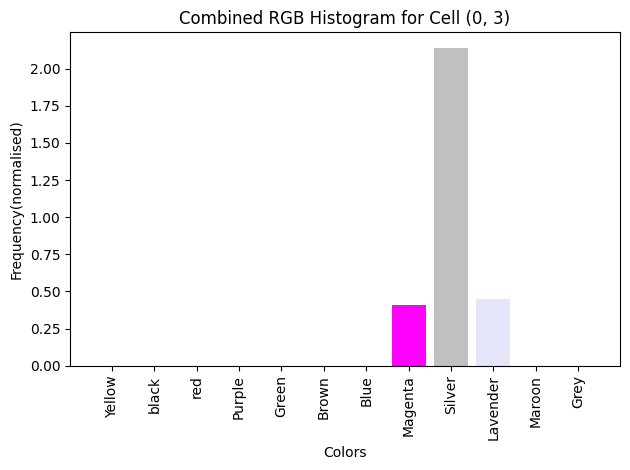 Combined RGB Histogram for Cell (0, 3)
Frequency(normalised)
2.00
1.75
1.50
1.25
1.00
0.75
0.50
0.25
0.00
Yellow
black
red
Purple
Green
Brown
Blue
Magenta
Silver
Lavender
Maroon
Grey
Colors